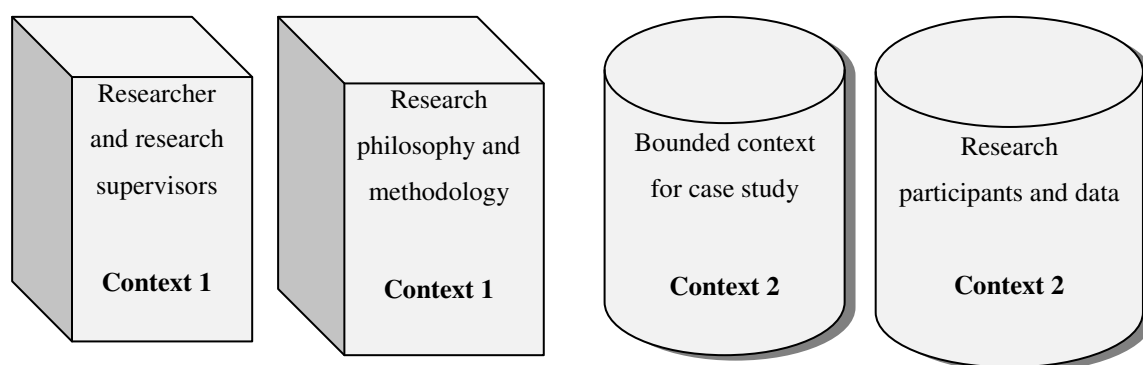 Researcher
and research
supervisors
Context 1
Research
philosophy and
methodology
Context 1
Bounded context
for case study
Context 2
Research
participants and data
Context 2